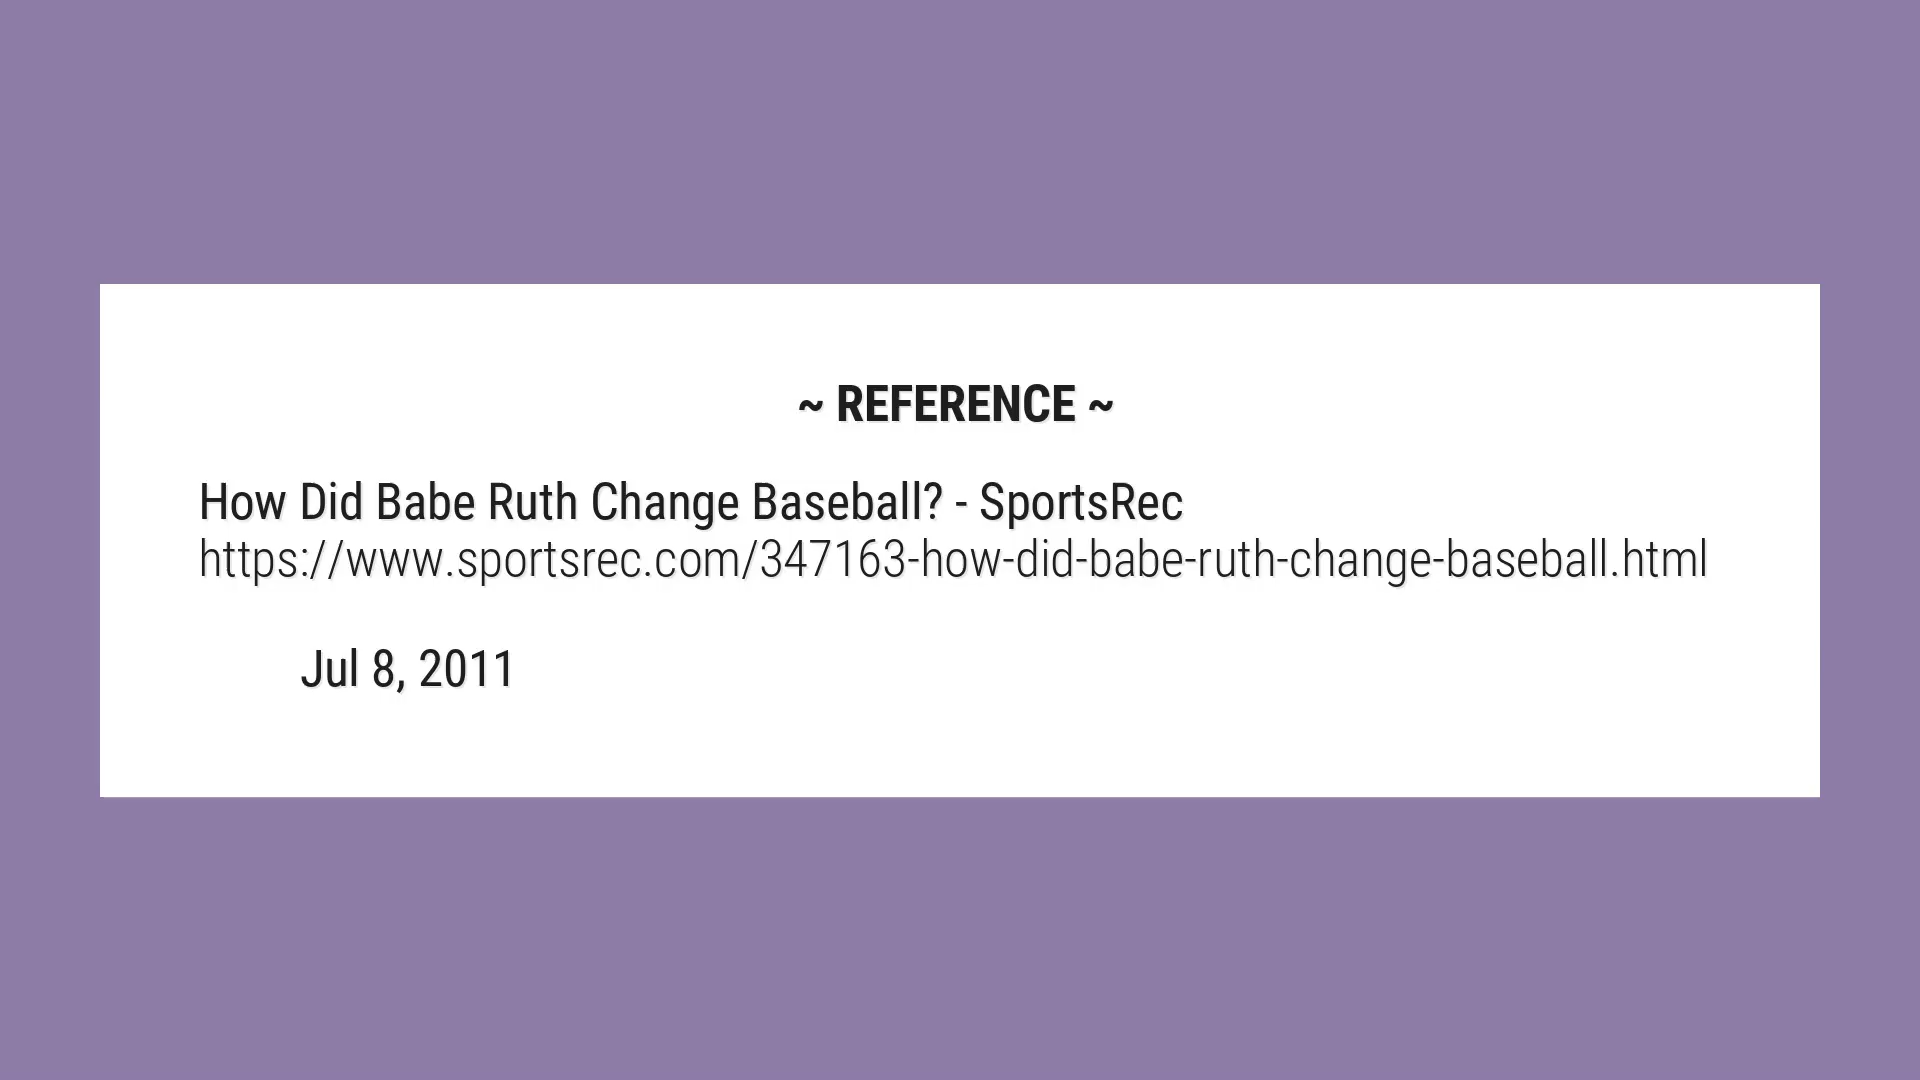 ~ REFERENCE ~
How Did Babe Ruth Change Baseball? - SportsRec
https://www.sportsrec.com/347163-how-did-babe-ruth-change-baseball.html
Jul 8, 2011